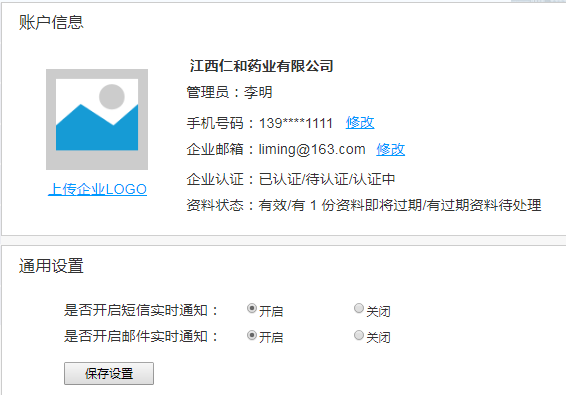 账户信息
江西仁和药业有限公司
管理员：李明
手机号码：139****1111 修改
企业邮箱：liming@163.com 修改
上传企业LOGO
企业认证：已认证/待认证/认证中
资料状态：有效/有 1 份资料即将过期/有过期资料待处理
通用设置
是否开启短信实时通知： 开启 关闭
是否开启邮件实时通知： 开启 关闭
保存设置